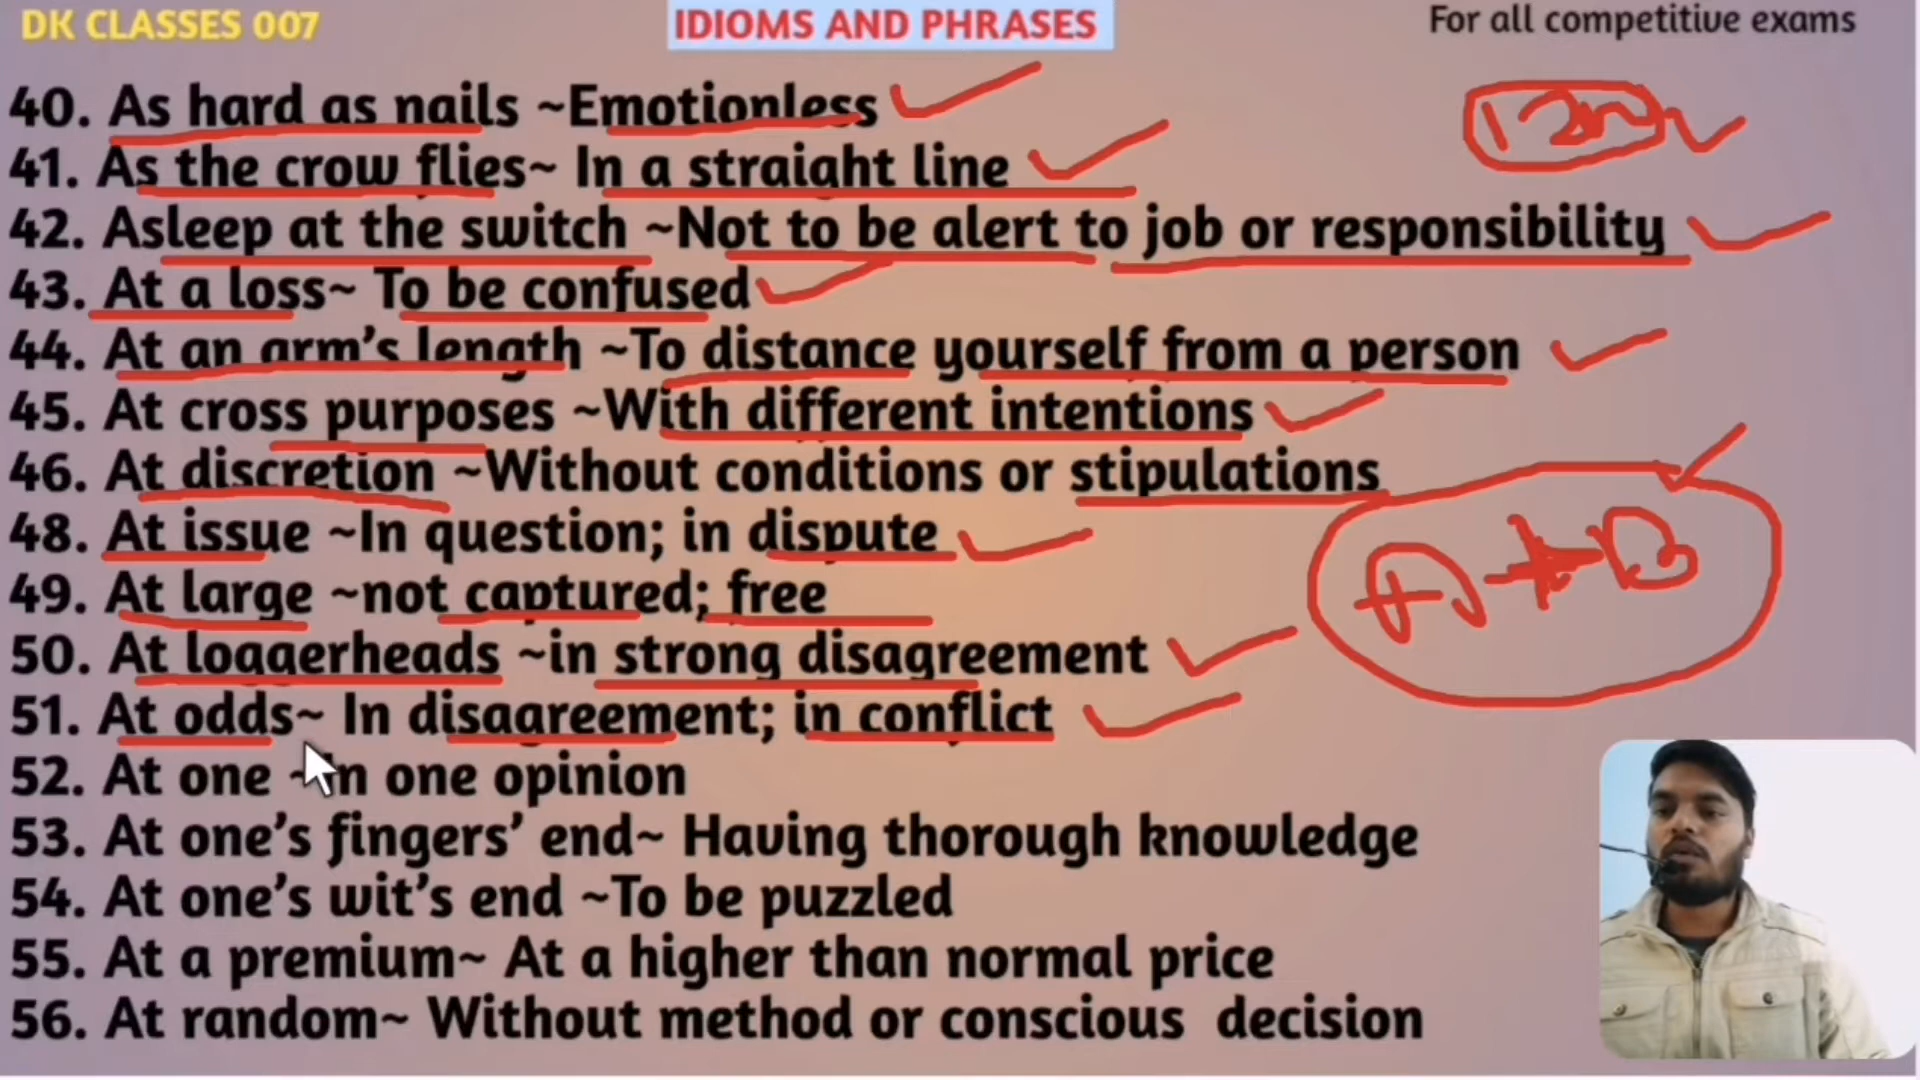 DK CLASSES 007
IDIOMS AND PHRASES
For all competitive exams
40. As hard as nails ~Emotionless
41. As the crow flies~ In a straight line
42. Asleep at the switch ~Not to be alert to job or responsibility
43. At a loss~ To be confused
44. At an arm's length ~To distance yourself from a person
45. At cross purposes ~With different intentions
46. At discretion ~Without conditions or stipulations
48. At issue ~In question; in dispute
49. At large ~not captured; free
50. At loggerheads ~in strong disagreement
51. At odds~ In disagreement; in conflict
52. At one ~In one opinion
53. At one's fingers' end~ Having thorough knowledge
54. At one's wit's end ~To be puzzled
55. At a premium~ At a higher than normal price
56. At random~ Without method or conscious decision